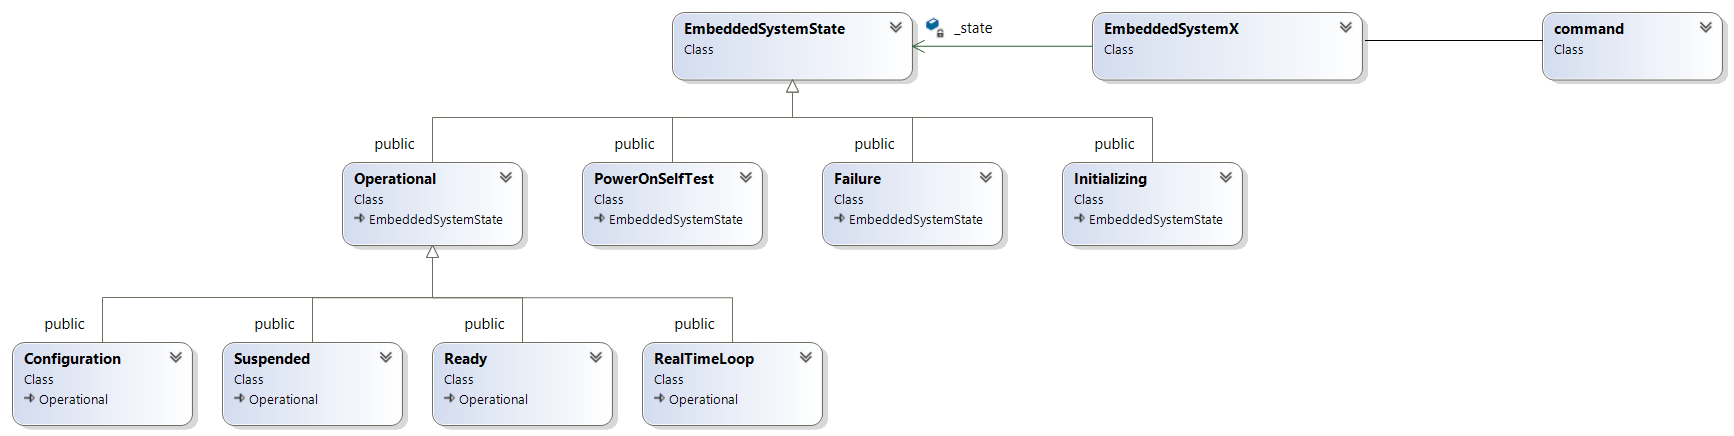 EmbeddedSystemState
Class
_state
EmbeddedSystemX
Class
command
Class
public
public
public
public
Operational
Class
EmbeddedSystemState
PowerOnSelfTest
Class
EmbeddedSystemState
Failure
Class
EmbeddedSystemState
Initializing
Class
EmbeddedSystemState
public
public
public
public
Configuration
Class
Operational
Suspended
Class
Operational
Ready
Class
Operational
RealTimeLoop
Class
Operational